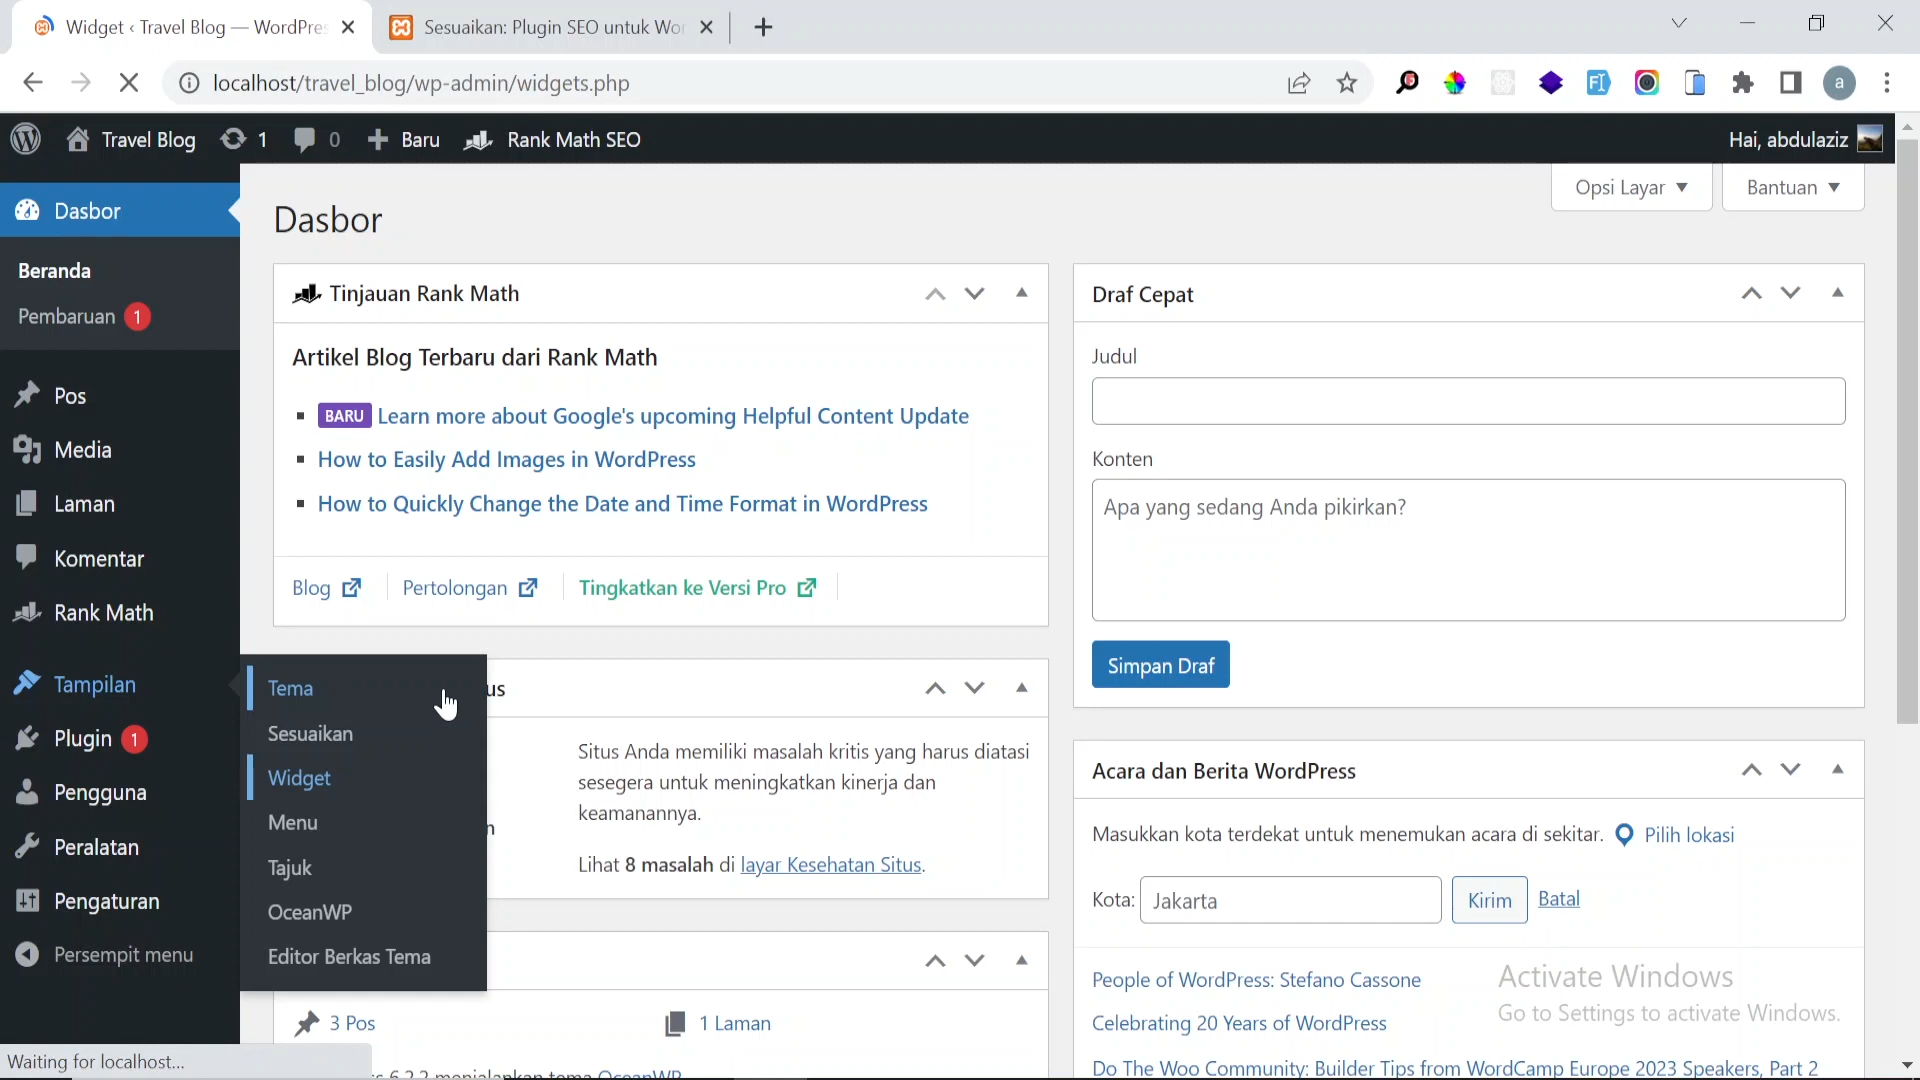 Widget ‹ Travel Blog — WordPre
Sesuaikan: Plugin SEO untuk Wor
localhost/travel_blog/wp-admin/widgets.php
a
Travel Blog
1
0
Baru
Rank Math SEO
Hai, abdulaziz
Dasbor
Beranda
Pembaruan 1
Pos
Media
Laman
Komentar
Rank Math
Tampilan
Plugin 1
Pengguna
Peralatan
Pengaturan
Persempit menu
Tema
Sesuaikan
Widget
Menu
Tajuk
OceanWP
Editor Berkas Tema
Opsi Layar
Bantuan
Dasbor
Tinjauan Rank Math
Artikel Blog Terbaru dari Rank Math
BARU Learn more about Google's upcoming Helpful Content Update
How to Easily Add Images in WordPress
How to Quickly Change the Date and Time Format in WordPress
Blog
Pertolongan
Tingkatkan ke Versi Pro
us
Situs Anda memiliki masalah kritis yang harus diatasi
sesegera untuk meningkatkan kinerja dan
keamanannya.
n
Lihat 8 masalah di layar Kesehatan Situs.
3 Pos
1 Laman
6.2.2 menjalankan tema OceanWP
Draf Cepat
Judul
Konten
Apa yang sedang Anda pikirkan?
Simpan Draf
Acara dan Berita WordPress
Masukkan kota terdekat untuk menemukan acara di sekitar. Pilih lokasi
Kota: Jakarta Kirim Batal
People of WordPress: Stefano Cassone
Celebrating 20 Years of WordPress
Do The Woo Community: Builder Tips from WordCamp Europe 2023 Speakers, Part 2
Activate Windows
Go to Settings to activate Windows.
Waiting for localhost...